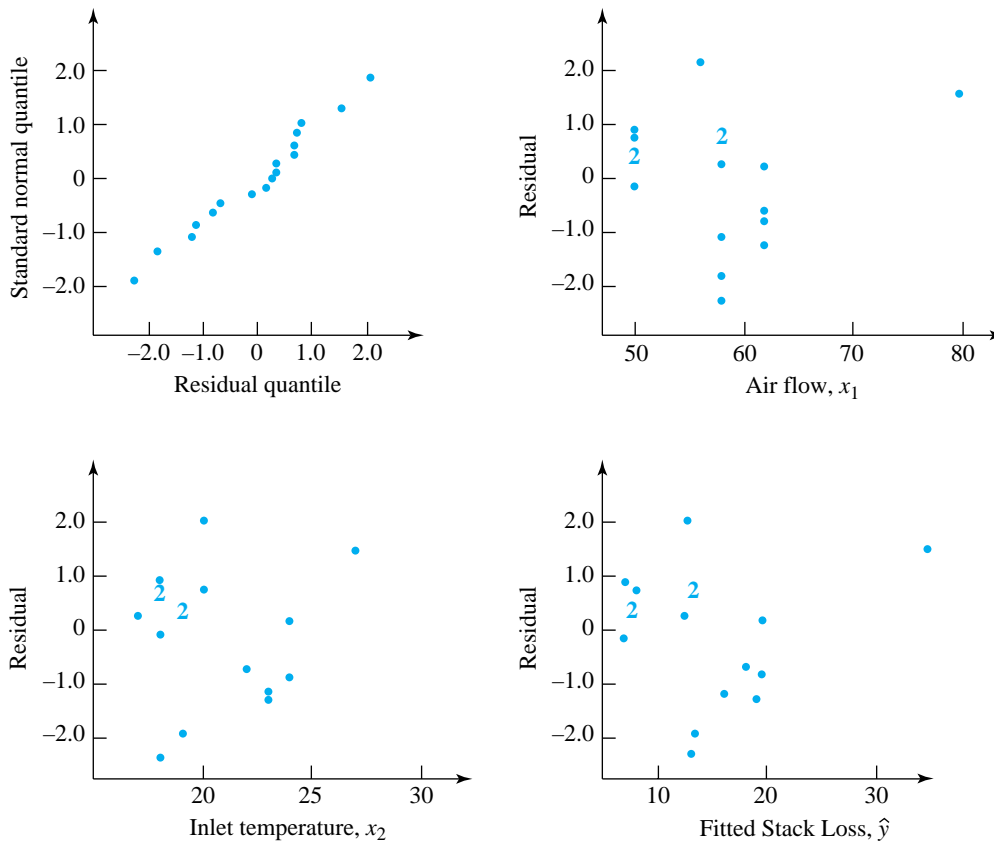 Standard normal quantile
2.0
1.0
0
–1.0
–2.0
–2.0 –1.0 0 1.0 2.0
Residual quantile
Residual
2.0
1.0
0
–1.0
–2.0
2
2
50 60 70 80
Air flow, x1
Residual
2.0
1.0
0
–1.0
–2.0
2
2
20 25 30
Inlet temperature, x2
Residual
2.0
1.0
0
–1.0
–2.0
2
2
10 20 30
Fitted Stack Loss, ŷ